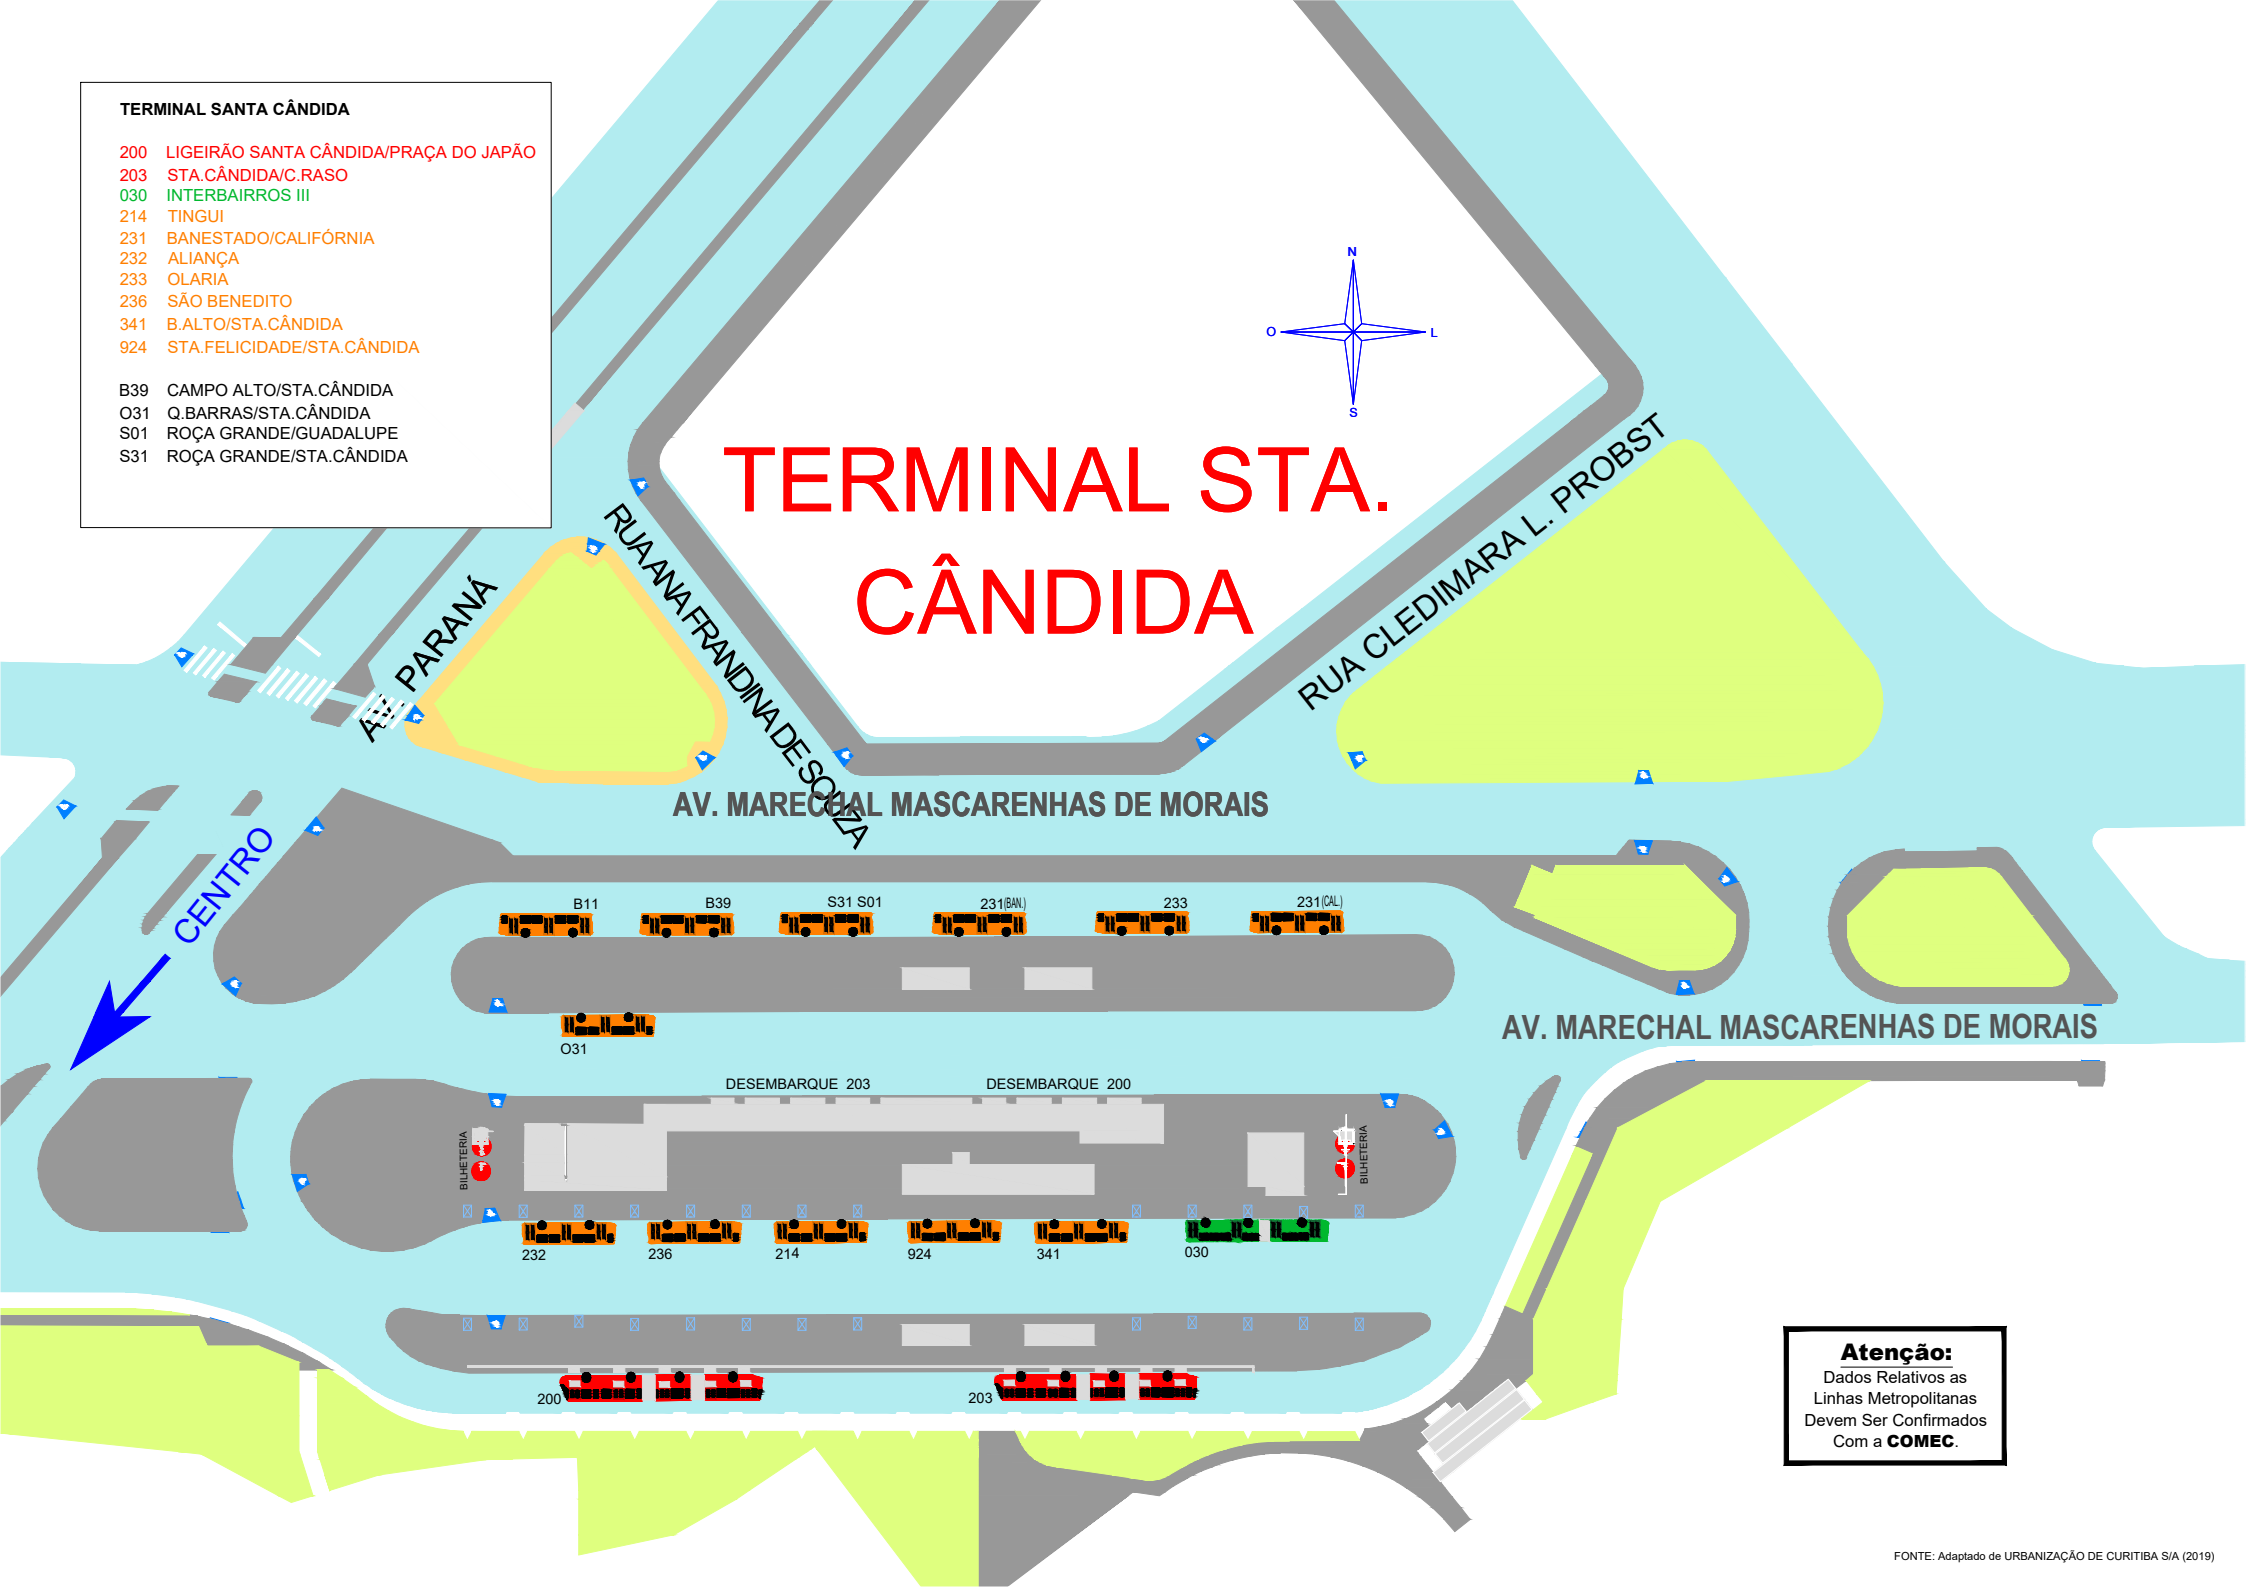 TERMINAL SANTA CÂNDIDA
200 LIGEIRÃO SANTA CÂNDIDA/PRAÇA DO JAPÃO
203 STA.CÂNDIDA/C.RASO
030 INTERBAIRROS III
214 TINGUI
231 BANESTADO/CALIFÓRNIA
232 ALIANÇA
233 OLARIA
236 SÃO BENEDITO
341 B.ALTO/STA.CÂNDIDA
924 STA.FELICIDADE/STA.CÂNDIDA
B39 CAMPO ALTO/STA.CÂNDIDA
O31 Q.BARRAS/STA.CÂNDIDA
S01 ROÇA GRANDE/GUADALUPE
S31 ROÇA GRANDE/STA.CÂNDIDA
N
O
L
S
TERMINAL STA.
CÂNDIDA
AV. PARANÁ
RUA ANA FRANDINA DE SOUZA
RUA CLEDIMARA L. PROBST
AV. MARECHAL MASCARENHAS DE MORAIS
CENTRO
B11
B39
S31 S01
231(BAN.)
233
231(CAL.)
O31
AV. MARECHAL MASCARENHAS DE MORAIS
DESEMBARQUE 203
DESEMBARQUE 200
BILHETERIA
BILHETERIA
232
236
214
924
341
030
200
203
Atenção:
Dados Relativos as
Linhas Metropolitanas
Devem Ser Confirmados
Com a COMEC.
FONTE: Adaptado de URBANIZAÇÃO DE CURITIBA S/A (2019)